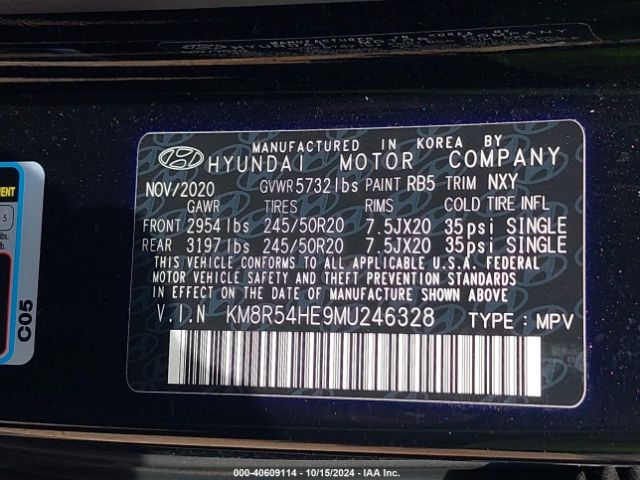 MANUFACTURED IN KOREA BY
HYUNDAI MOTOR COMPANY
NOV/2020 GVWR 5732 lbs PAINT RB5 TRIM NXY
GAWR TIRES RIMS COLD TIRE INFL
FRONT 2954 lbs 245/50R20 7.5JX20 35psi SINGLE
REAR 3197 lbs 245/50R20 7.5JX20 35psi SINGLE
THIS VEHICLE CONFORMS TO ALL APPLICABLE U.S.A. FEDERAL
MOTOR VEHICLE SAFETY AND THEFT PREVENTION STANDARDS
IN EFFECT ON THE DATE OF MANUFACTURE SHOWN ABOVE
V.I.N KM8R54HE9MU246328 TYPE : MPV
5
lbs.
C05
000-40609114 - 10/15/2024 - IAA Inc.